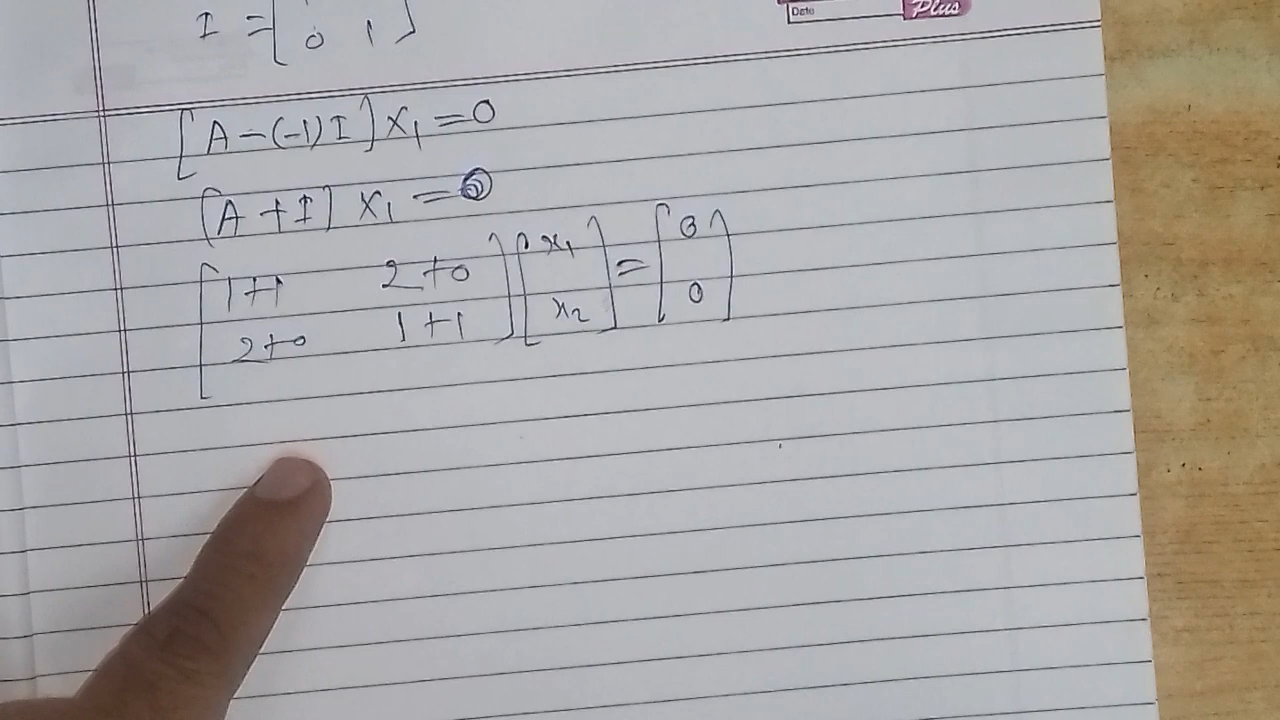 Date
Plus
I = [ 0 1 ]
[A - (-1)I] X₁ = 0
[A + I] X₁ = 0
[1+1 2+0] [x₁] = [0]
[2+0 1+1] [x₂] [0]